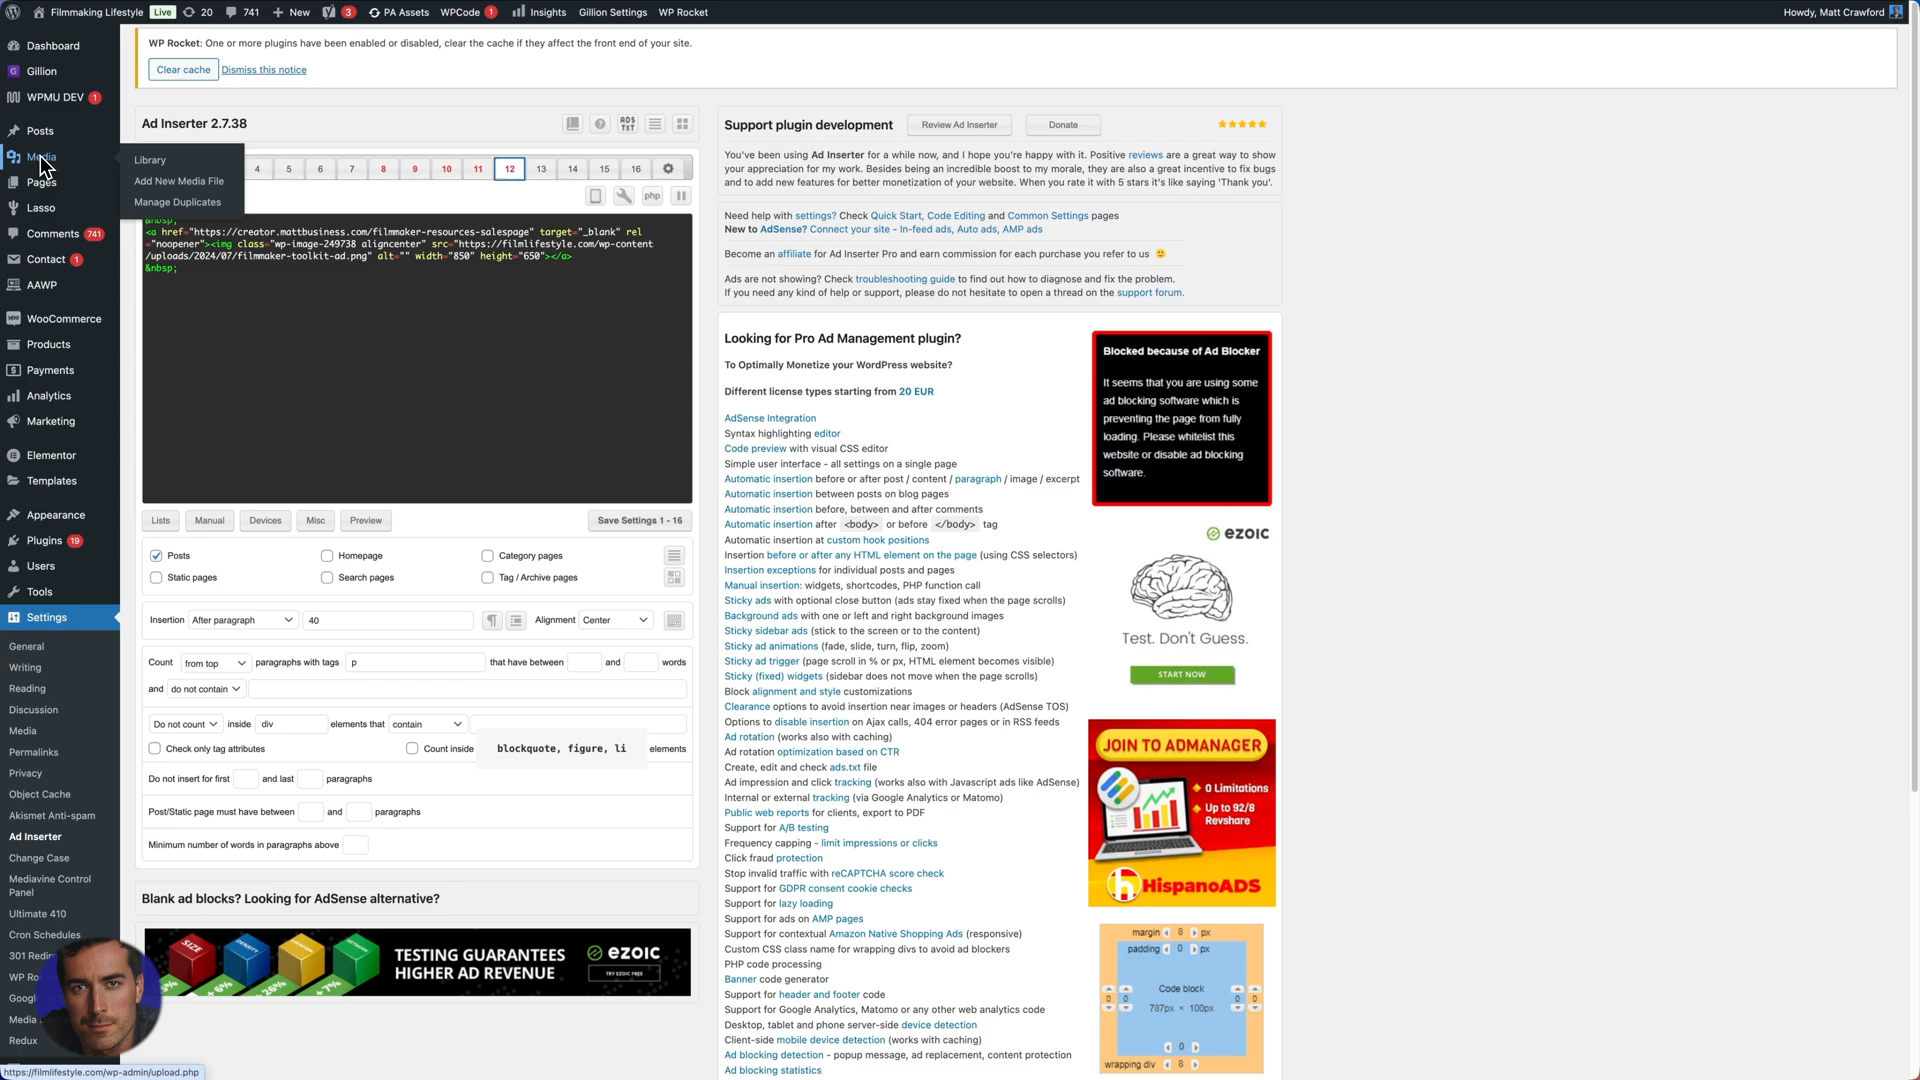 Filmmaking Lifestyle Live 20 741 New 3 PA Assets WPCode 1 Insights Gillion Settings WP Rocket Howdy, Matt Crawford
Dashboard
Gillion
WPMU DEV 1
Posts
Media
Pages
Lasso
Comments 741
Contact 1
AAWP
WooCommerce
Products
Payments
Analytics
Marketing
Elementor
Templates
Appearance
Plugins 19
Users
Tools
Settings
General
Writing
Reading
Discussion
Media
Permalinks
Privacy
Object Cache
Akismet Anti-spam
Ad Inserter
Change Case
Mediavine Control
Panel
Ultimate 410
Cron Schedules
301 Redire
WP Ro
Google
Media
Redux
https://filmlifestyle.com/wp-admin/upload.php
Library
Add New Media File
Manage Duplicates
WP Rocket: One or more plugins have been enabled or disabled, clear the cache if they affect the front end of your site.
Clear cache Dismiss this notice
Ad Inserter 2.7.38
ADS
TXT
4 5 6 7 8 9 10 11 12 13 14 15 16
php
&nbsp;
<a href="https://creator.mattbusiness.com/filmmaker-resources-salespage" target="_blank" rel
="noopener"><img class="wp-image-249738 aligncenter" src="https://filmlifestyle.com/wp-content
/uploads/2024/07/filmmaker-toolkit-ad.png" alt="" width="850" height="650"></a>
&nbsp;
Lists Manual Devices Misc Preview Save Settings 1 - 16
Posts Homepage Category pages
Static pages Search pages Tag / Archive pages
Insertion After paragraph 40 Alignment Center
Count from top paragraphs with tags p that have between and words
and do not contain
Do not count inside div elements that contain
Check only tag attributes Count inside blockquote, figure, li elements
Do not insert for first and last paragraphs
Post/Static page must have between and paragraphs
Minimum number of words in paragraphs above
Blank ad blocks? Looking for AdSense alternative?
SIZE DENSITY
TESTING GUARANTEES
HIGHER AD REVENUE
ezoic
TRY EZOIC FREE
5% +6% +26% +7%
Support plugin development Review Ad Inserter Donate
You've been using Ad Inserter for a while now, and I hope you're happy with it. Positive reviews are a great way to show
your appreciation for my work. Besides being an incredible boost to my morale, they are also a great incentive to fix bugs
and to add new features for better monetization of your website. When you rate it with 5 stars it's like saying 'Thank you'.
Need help with settings? Check Quick Start, Code Editing and Common Settings pages
New to AdSense? Connect your site - In-feed ads, Auto ads, AMP ads
Become an affiliate for Ad Inserter Pro and earn commission for each purchase you refer to us
Ads are not showing? Check troubleshooting guide to find out how to diagnose and fix the problem.
If you need any kind of help or support, please do not hesitate to open a thread on the support forum.
Looking for Pro Ad Management plugin?
To Optimally Monetize your WordPress website?
Different license types starting from 20 EUR
AdSense Integration
Syntax highlighting editor
Code preview with visual CSS editor
Simple user interface - all settings on a single page
Automatic insertion before or after post / content / paragraph / image / excerpt
Automatic insertion between posts on blog pages
Automatic insertion before, between and after comments
Automatic insertion after <body> or before </body> tag
Automatic insertion at custom hook positions
Insertion before or after any HTML element on the page (using CSS selectors)
Insertion exceptions for individual posts and pages
Manual insertion: widgets, shortcodes, PHP function call
Sticky ads with optional close button (ads stay fixed when the page scrolls)
Background ads with one or left and right background images
Sticky sidebar ads (stick to the screen or to the content)
Sticky ad animations (fade, slide, turn, flip, zoom)
Sticky ad trigger (page scroll in % or px, HTML element becomes visible)
Sticky (fixed) widgets (sidebar does not move when the page scrolls)
Block alignment and style customizations
Clearance options to avoid insertion near images or headers (AdSense TOS)
Options to disable insertion on Ajax calls, 404 error pages or in RSS feeds
Ad rotation (works also with caching)
Ad rotation optimization based on CTR
Create, edit and check ads.txt file
Ad impression and click tracking (works also with Javascript ads like AdSense)
Internal or external tracking (via Google Analytics or Matomo)
Public web reports for clients, export to PDF
Support for A/B testing
Frequency capping - limit impressions or clicks
Click fraud protection
Stop invalid traffic with reCAPTCHA score check
Support for GDPR consent cookie checks
Support for lazy loading
Support for ads on AMP pages
Support for contextual Amazon Native Shopping Ads (responsive)
Custom CSS class name for wrapping divs to avoid ad blockers
PHP code processing
Banner code generator
Support for header and footer code
Support for Google Analytics, Matomo or any other web analytics code
Desktop, tablet and phone server-side device detection
Client-side mobile device detection (works with caching)
Ad blocking detection - popup message, ad replacement, content protection
Ad blocking statistics
Blocked because of Ad Blocker
It seems that you are using some
ad blocking software which is
preventing the page from fully
loading. Please whitelist this
website or disable ad blocking
software.
ezoic
Test. Don't Guess.
START NOW
JOIN TO ADMANAGER
0 Limitations
Up to 92/8
Revshare
HispanoADS
margin 8 px
padding 0 px
Code block
0 0 787px × 100px 0 0
0
wrapping div 8